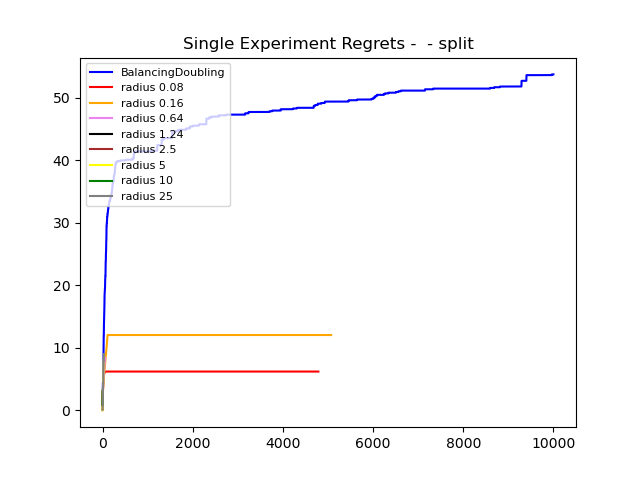 Single Experiment Regrets -  - split
BalancingDoubling
radius 0.08
radius 0.16
radius 0.64
radius 1.24
radius 2.5
radius 5
radius 10
radius 25
50
40
30
20
10
0
0 2000 4000 6000 8000 10000